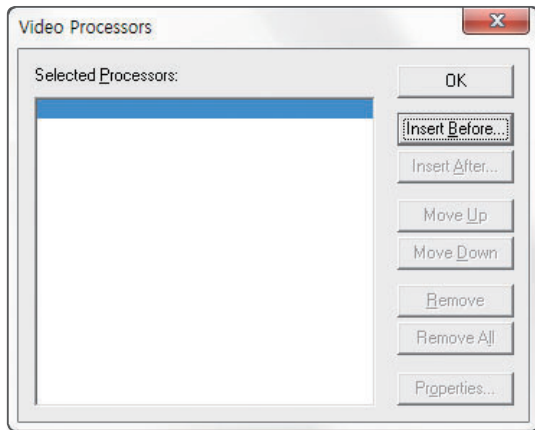 Video Processors
Selected Processors:
OK
Insert Before...
Insert After...
Move Up
Move Down
Remove
Remove All
Properties...